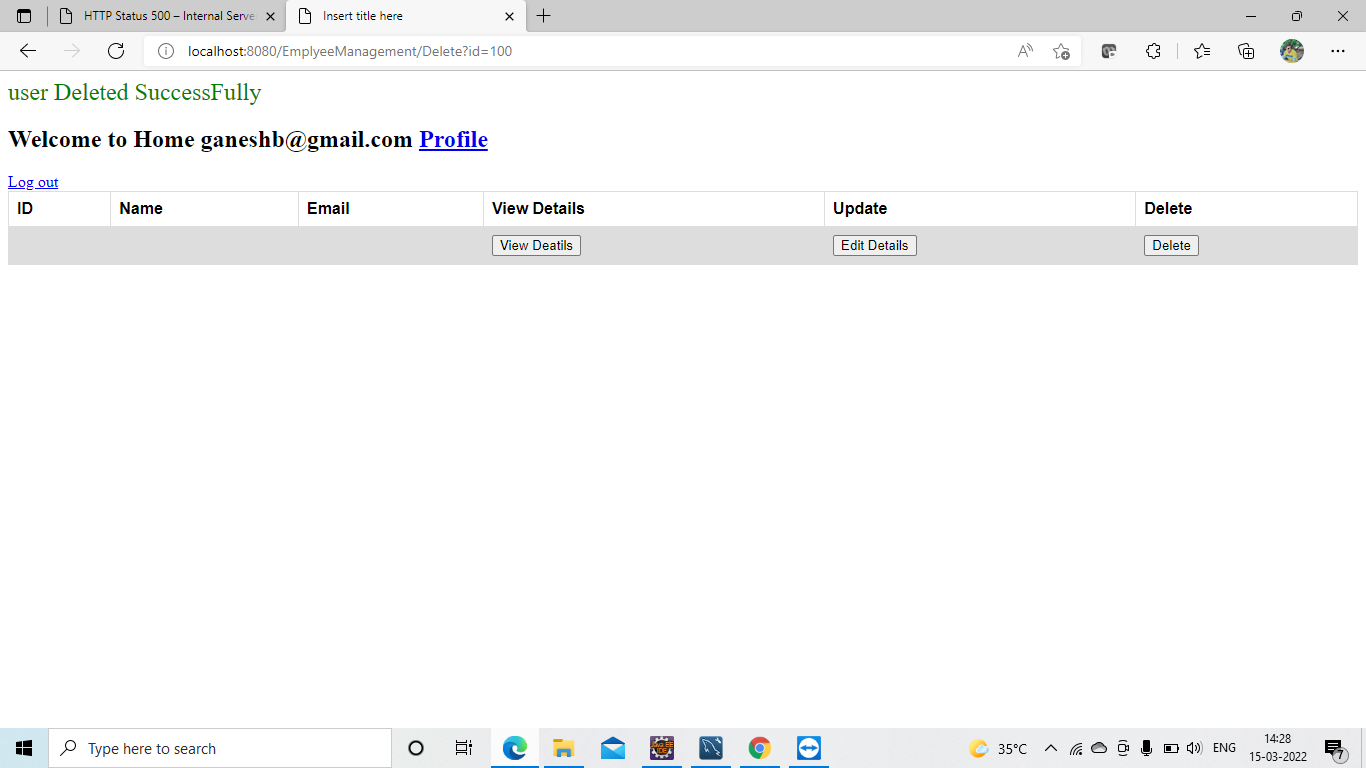 HTTP Status 500 – Internal Serve
Insert title here
localhost:8080/EmplyeeManagement/Delete?id=100
user Deleted SuccessFully
Welcome to Home ganeshb@gmail.com Profile
Log out
ID Name Email View Details Update Delete
View Deatils Edit Details Delete
Type here to search
35°C
ENG
14:28
15-03-2022
7